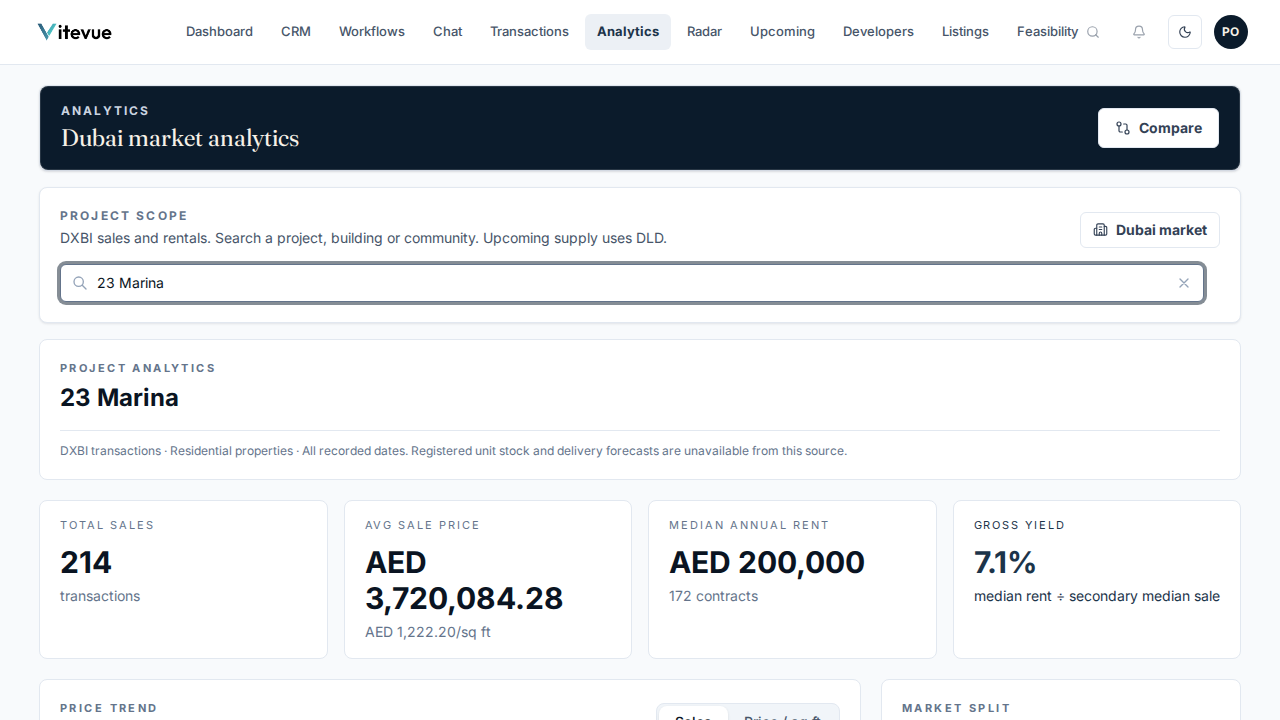 Vitevue
Dashboard CRM Workflows Chat Transactions Analytics Radar Upcoming Developers Listings Feasibility PO
ANALYTICS
Dubai market analytics
Compare
PROJECT SCOPE
DXBI sales and rentals. Search a project, building or community. Upcoming supply uses DLD.
Dubai market
23 Marina
PROJECT ANALYTICS
23 Marina
DXBI transactions · Residential properties · All recorded dates. Registered unit stock and delivery forecasts are unavailable from this source.
TOTAL SALES
214
transactions
AVG SALE PRICE
AED
3,720,084.28
AED 1,222.20/sq ft
MEDIAN ANNUAL RENT
AED 200,000
172 contracts
GROSS YIELD
7.1%
median rent ÷ secondary median sale
PRICE TREND
Sales Price / sq ft
MARKET SPLIT